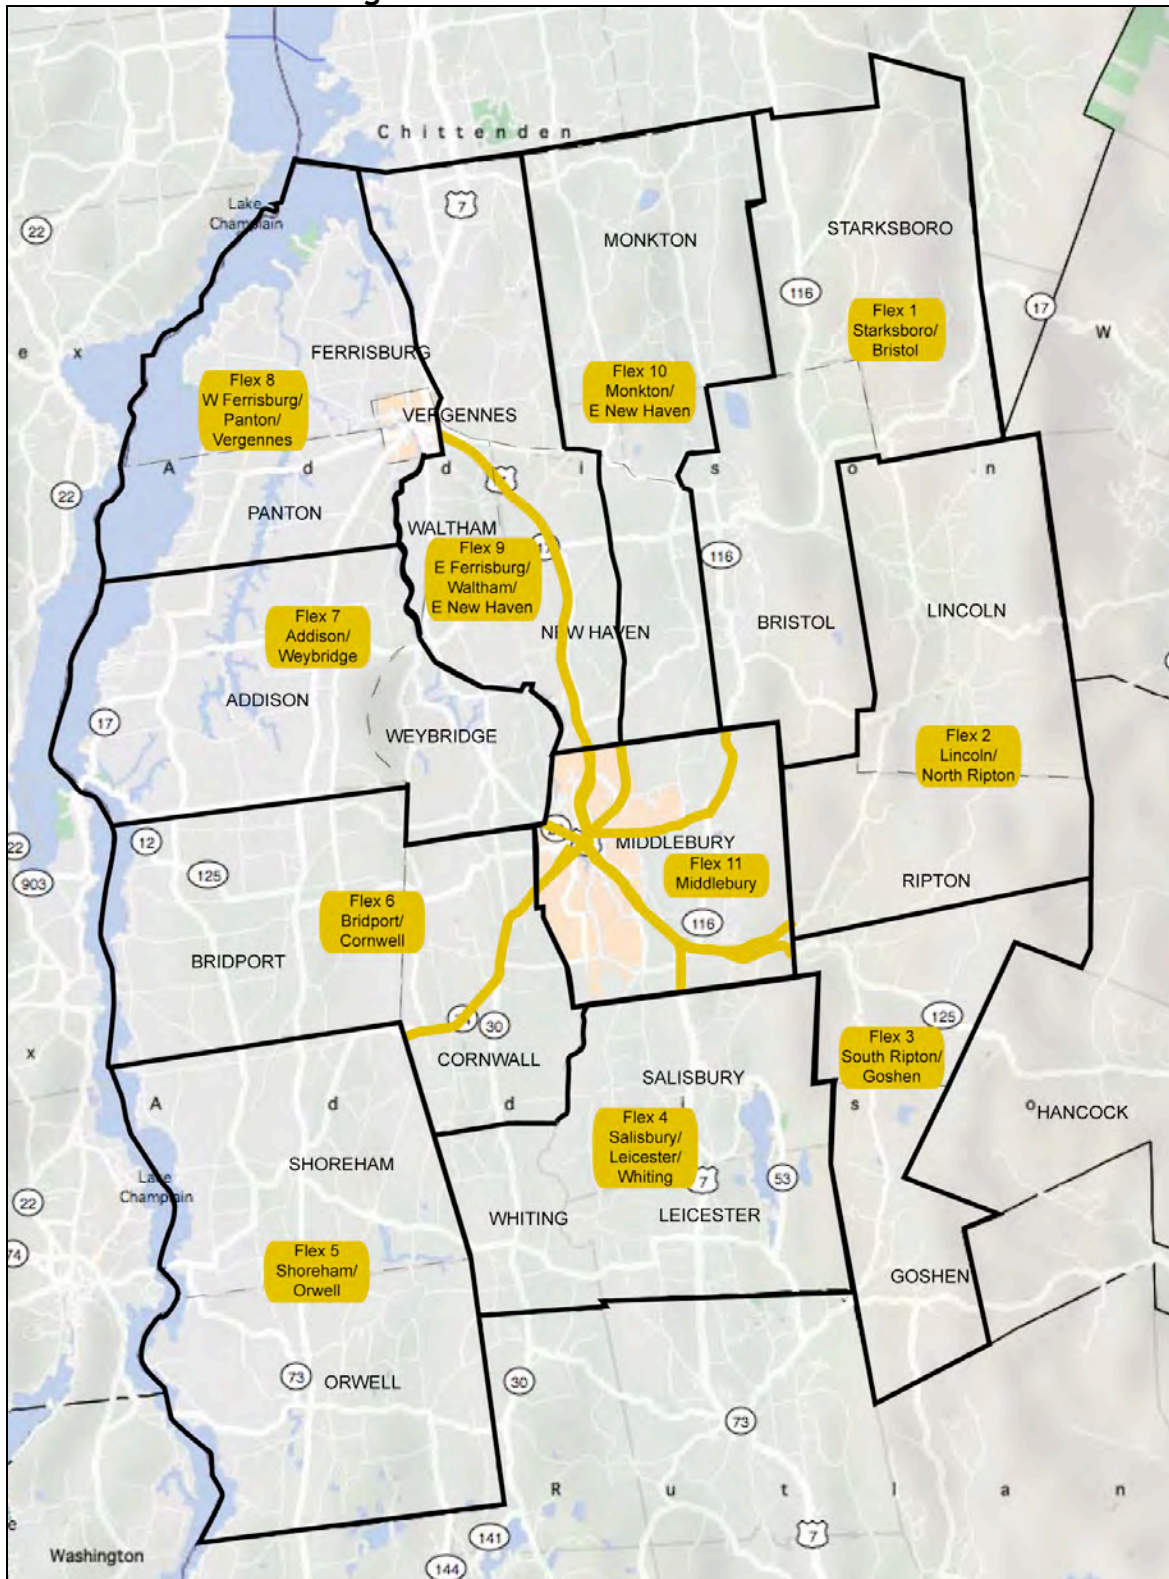 g
Chittenden
7
Lake
Champlain
22
MONKTON
STARKSBORO
116
17
W
Flex 1
Starksboro/
Bristol
e x
FERRISBURG
Flex 8
W Ferrisburg/
Panton/
Vergennes
Flex 10
Monkton/
E New Haven
VERGENNES
A d d i s o n
22
PANTON
WALTHAM
17
Flex 9
E Ferrisburg/
Waltham/
E New Haven
116
Flex 7
Addison/
Weybridge
NEW HAVEN
BRISTOL
LINCOLN
ADDISON
17
WEYBRIDGE
Flex 2
Lincoln/
North Ripton
22
12
125
903
MIDDLEBURY
Flex 11
Middlebury
RIPTON
Flex 6
Bridport/
Cornwell
116
BRIDPORT
30
CORNWALL
125
Flex 3
South Ripton/
Goshen
x
SALISBURY
A d d i s o
HANCOCK
Flex 4
Salisbury/
Leicester/
Whiting
SHOREHAM
Lake
Champlain
22
7
53
WHITING
LEICESTER
74
Flex 5
Shoreham/
Orwell
GOSHEN
73
ORWELL
30
73
R u t l a n
e
141
7
Washington
144